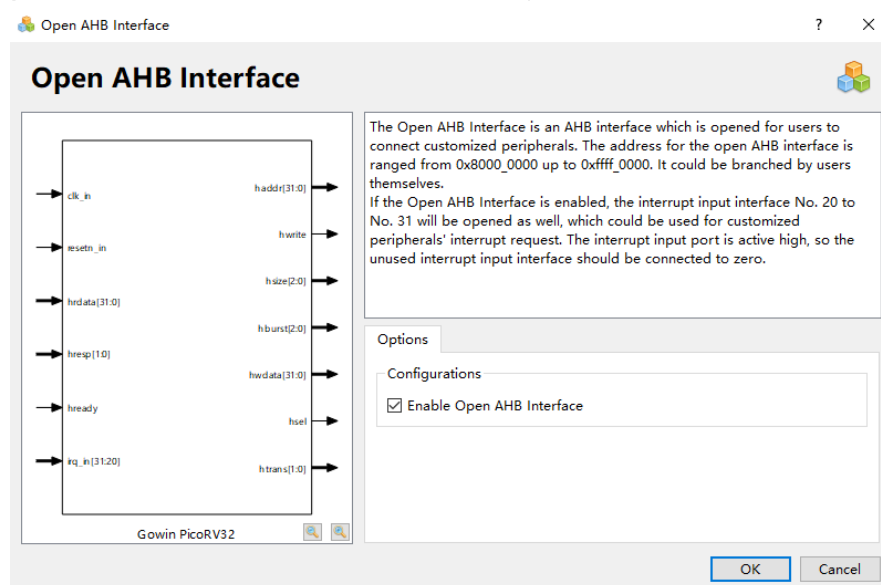 Open AHB Interface
?
Open AHB Interface
clk_in
resetn_in
hrdata[31:0]
hresp[1:0]
hready
irq_in[31:20]
haddr[31:0]
hwrite
hsize[2:0]
hburst[2:0]
hwdata[31:0]
hsel
htrans[1:0]
Gowin PicoRV32
The Open AHB Interface is an AHB interface which is opened for users to
connect customized peripherals. The address for the open AHB interface is
ranged from 0x8000_0000 up to 0xffff_0000. It could be branched by users
themselves.
If the Open AHB Interface is enabled, the interrupt input interface No. 20 to
No. 31 will be opened as well, which could be used for customized
peripherals' interrupt request. The interrupt input port is active high, so the
unused interrupt input interface should be connected to zero.
Options
Configurations
Enable Open AHB Interface
OK
Cancel